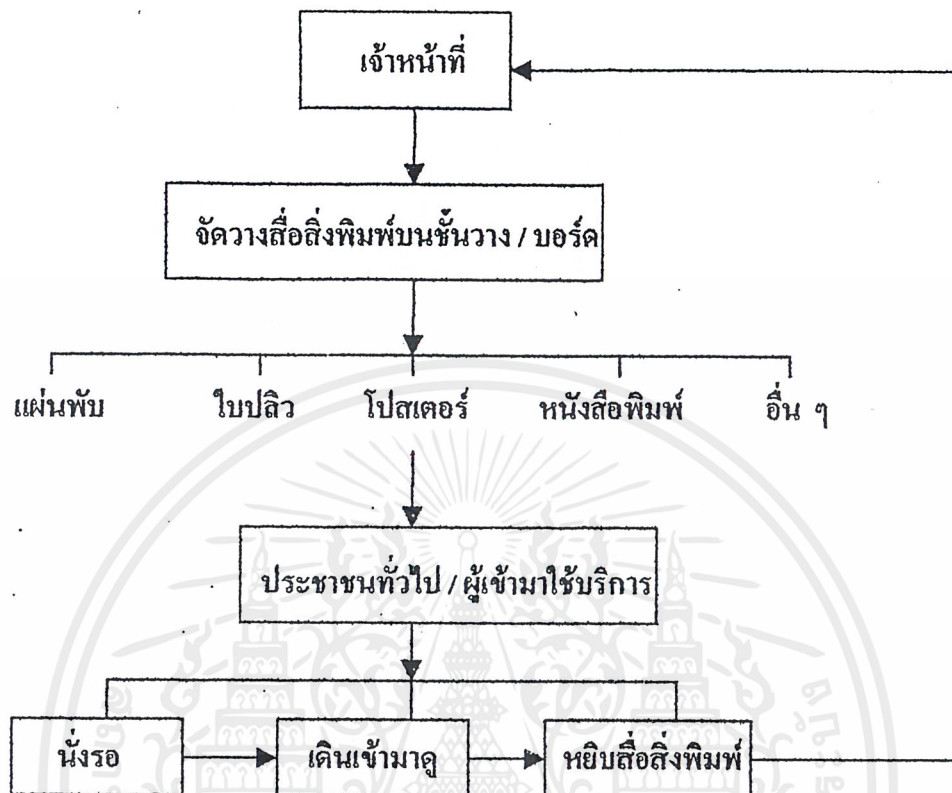 เจ้าหน้าที่
จัดวางสื่อสิ่งพิมพ์บนชั้นวาง / บอร์ด
แผ่นพับ ใบปลิว โปสเตอร์ หนังสือพิมพ์ อื่น ๆ
ประชาชนทั่วไป / ผู้เข้ามาใช้บริการ
นั่งรอ เดินเข้ามาดู หยิบสื่อสิ่งพิมพ์